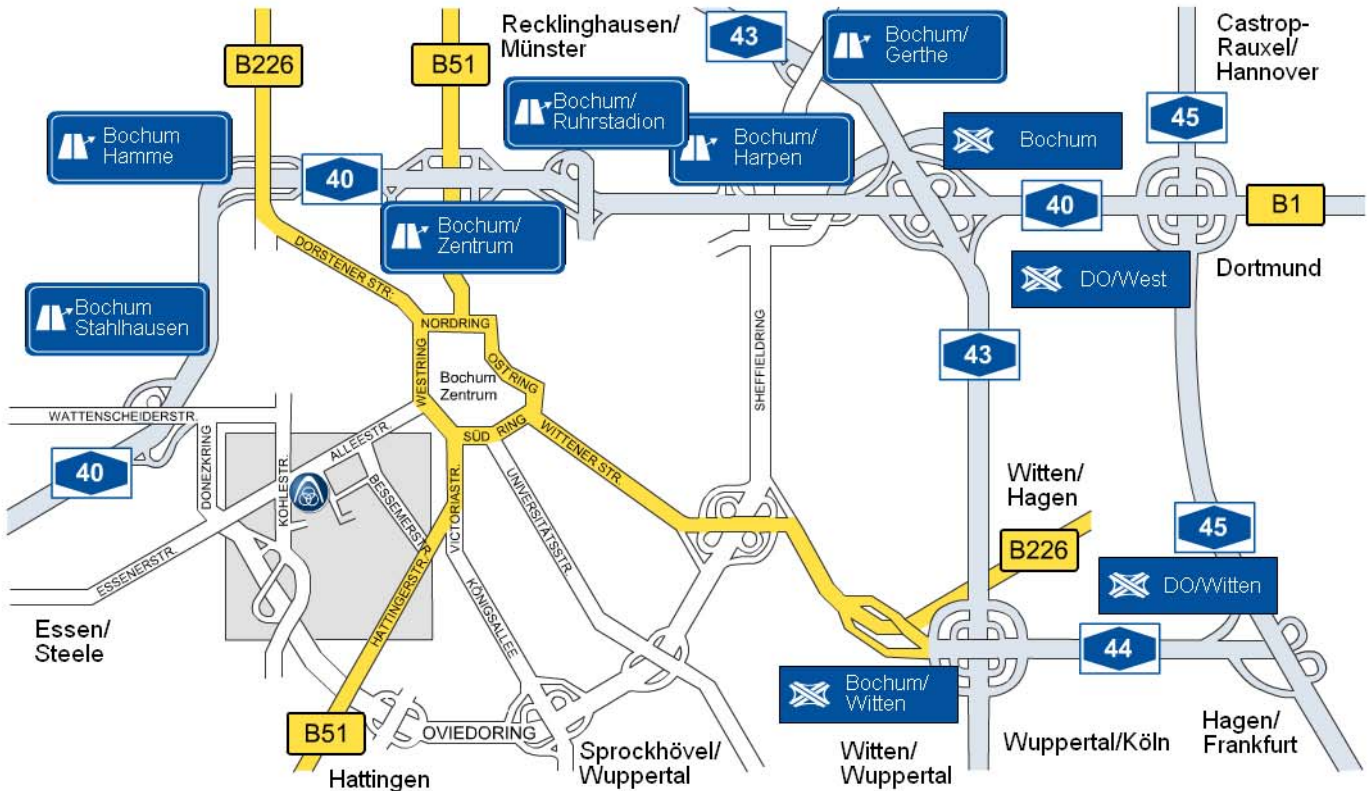 Recklinghausen/
Münster
43
Bochum/
Gerthe
Castrop-
Rauxel/
Hannover
B226
B51
Bochum/
Ruhrstadion
Bochum
Hamme
Bochum/
Harpen
Bochum
45
40
40
B1
Bochum/
Zentrum
DORSTENER STR.
DO/West
Dortmund
Bochum
Stahlhausen
NORDRING
43
WESTRING
OSTRING
Bochum
Zentrum
SHEFFIELDRING
WATTENSCHEIDERSTR.
SÜD RING
WITTENER STR.
ALLEESTR.
40
DONEZKRING
KOHLESTR.
BESSEMERSTR.
VICTORIASTR.
UNIVERSITÄTSSTR.
Witten/
Hagen
45
B226
ESSENERSTR.
DO/Witten
HATTINGERSTR.
KÖNIGSALLEE
Essen/
Steele
44
Bochum/
Witten
B51
OVIEDORING
Hattingen
Sprockhövel/
Wuppertal
Witten/
Wuppertal
Wuppertal/Köln
Hagen/
Frankfurt